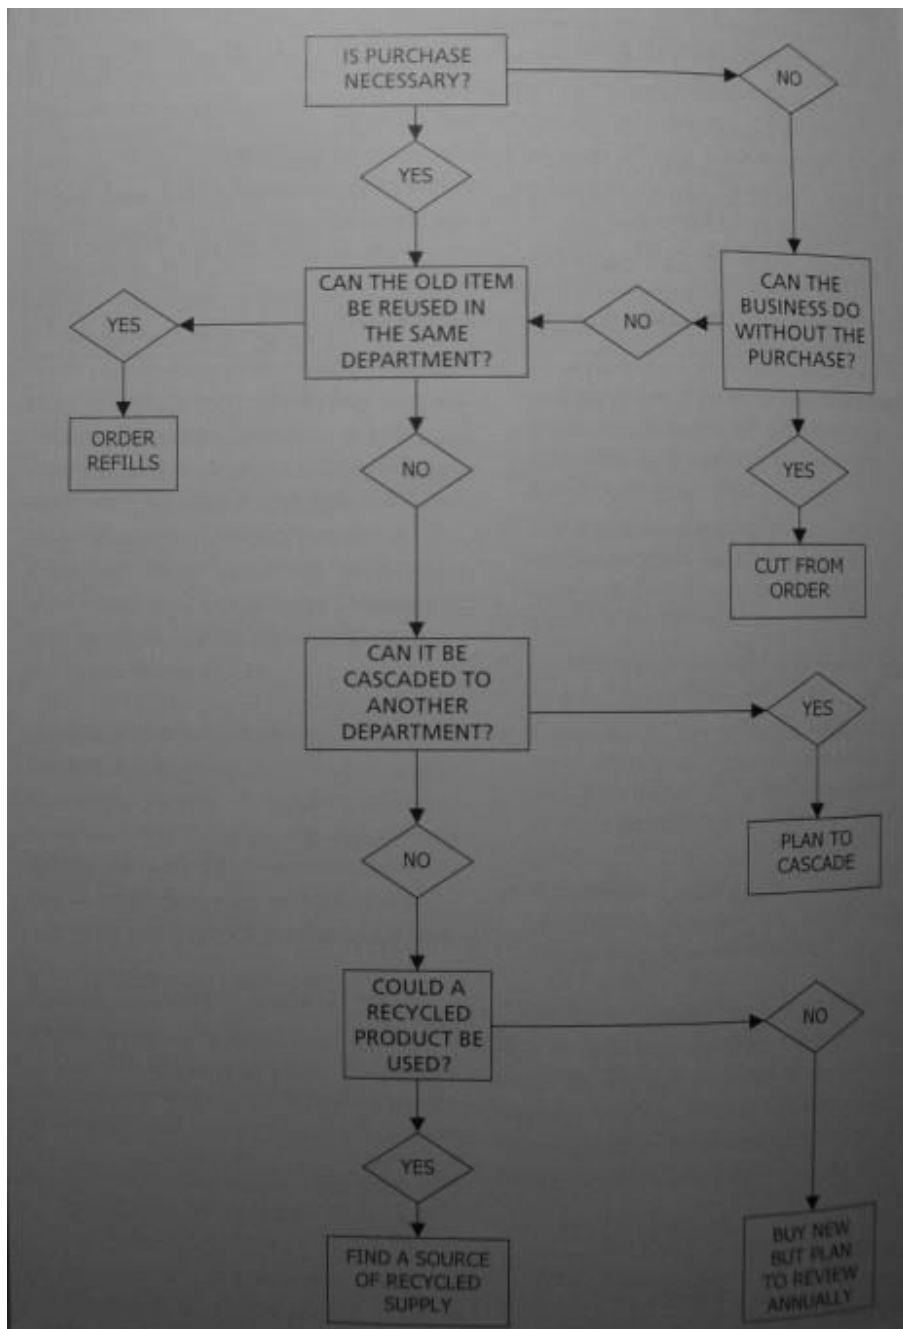 IS PURCHASE
NECESSARY?
NO
YES
CAN THE OLD ITEM
BE REUSED IN
THE SAME
DEPARTMENT?
CAN THE
BUSINESS DO
WITHOUT THE
PURCHASE?
YES
NO
ORDER
REFILLS
NO
YES
CUT FROM
ORDER
CAN IT BE
CASCADED TO
ANOTHER
DEPARTMENT?
YES
PLAN TO
CASCADE
NO
COULD A
RECYCLED
PRODUCT BE
USED?
NO
YES
FIND A SOURCE
OF RECYCLED
SUPPLY
BUY NEW
BUT PLAN
TO REVIEW
ANNUALLY